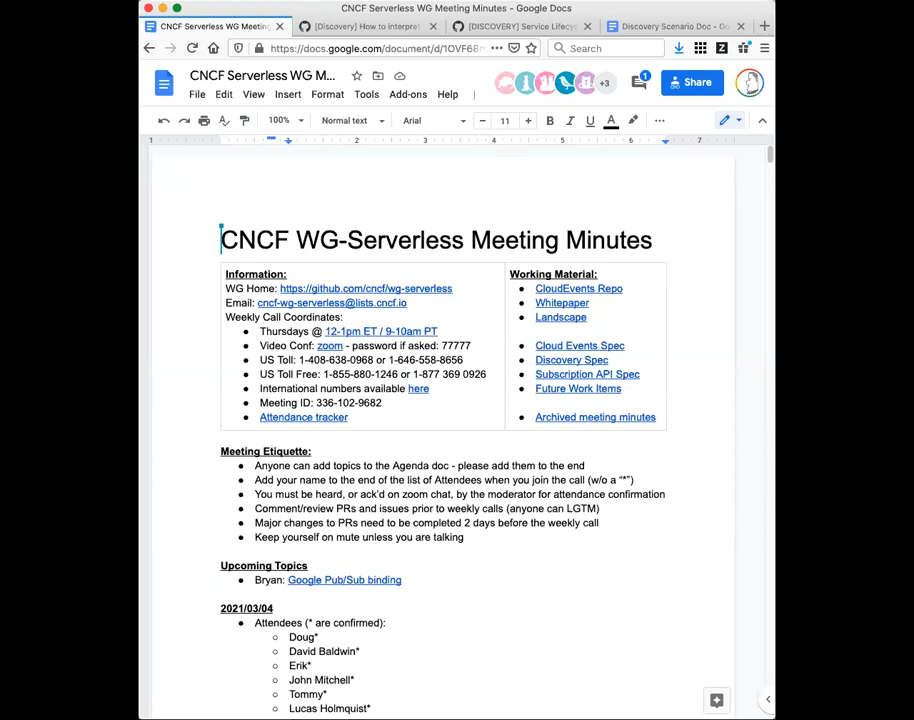 CNCF Serverless WG Meeting Minutes - Google Docs
CNCF Serverless WG Meeting
[Discovery] How to interpret
[DISCOVERY] Service Lifecyc
Discovery Scenario Doc - Go
https://docs.google.com/document/d/1OVF68r
Search
CNCF Serverless WG M...
+3
1
Share
File Edit View Insert Format Tools Add-ons Help
100% Normal text Arial 11 B I U A
1 1 2 3 4 5 6 7
CNCF WG-Serverless Meeting Minutes
Information:
WG Home: https://github.com/cncf/wg-serverless
Email: cncf-wg-serverless@lists.cncf.io
Weekly Call Coordinates:
● Thursdays @ 12-1pm ET / 9-10am PT
● Video Conf: zoom - password if asked: 77777
● US Toll: 1-408-638-0968 or 1-646-558-8656
● US Toll Free: 1-855-880-1246 or 1-877 369 0926
● International numbers available here
● Meeting ID: 336-102-9682
● Attendance tracker
Working Material:
● CloudEvents Repo
● Whitepaper
● Landscape
● Cloud Events Spec
● Discovery Spec
● Subscription API Spec
● Future Work Items
● Archived meeting minutes
Meeting Etiquette:
● Anyone can add topics to the Agenda doc - please add them to the end
● Add your name to the end of the list of Attendees when you join the call (w/o a “*”)
● You must be heard, or ack’d on zoom chat, by the moderator for attendance confirmation
● Comment/review PRs and issues prior to weekly calls (anyone can LGTM)
● Major changes to PRs need to be completed 2 days before the weekly call
● Keep yourself on mute unless you are talking
Upcoming Topics
● Bryan: Google Pub/Sub binding
2021/03/04
● Attendees (* are confirmed):
○ Doug*
○ David Baldwin*
○ Erik*
○ John Mitchell*
○ Tommy*
○ Lucas Holmquist*